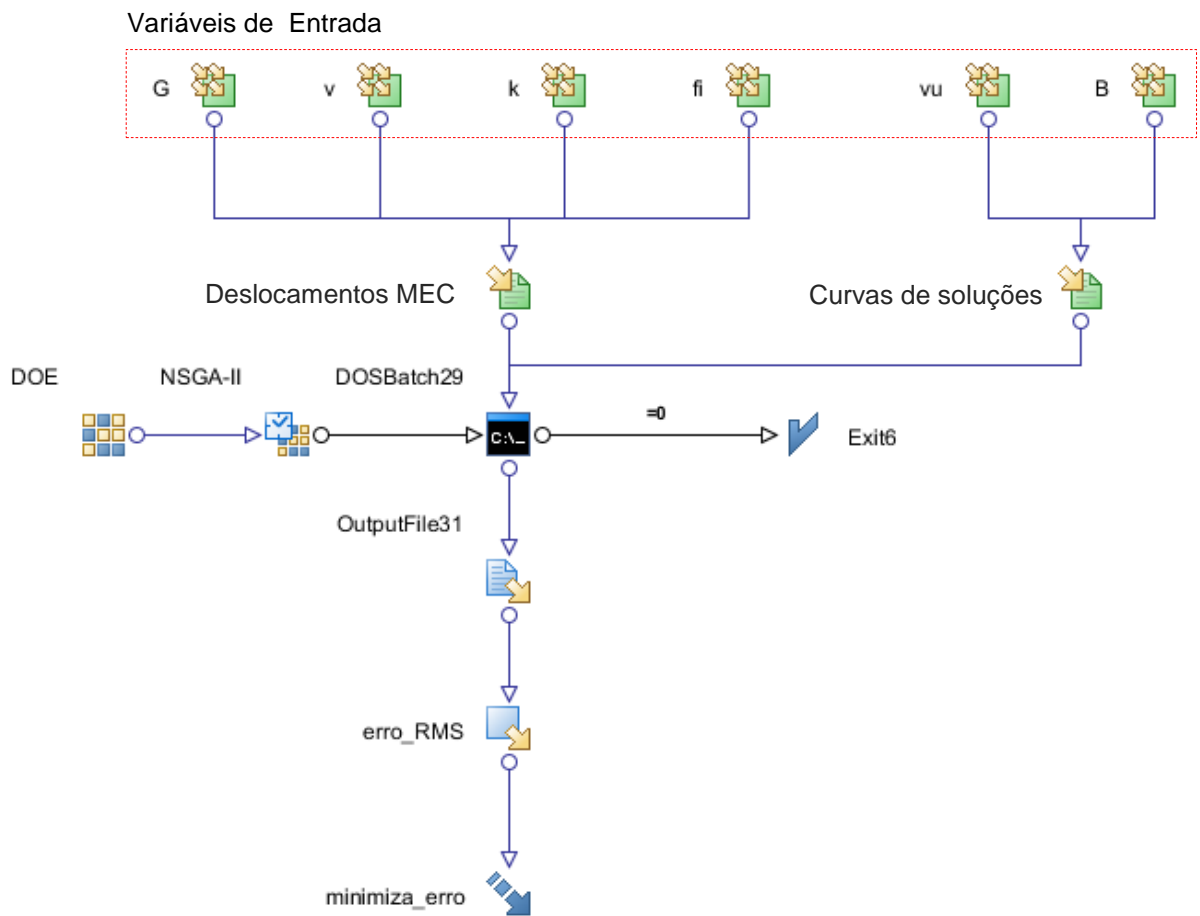 Variáveis de Entrada
G v k fi vu B
Deslocamentos MEC Curvas de soluções
DOE NSGA-II DOSBatch29
=0
C:\_
Exit6
OutputFile31
erro_RMS
minimiza_erro